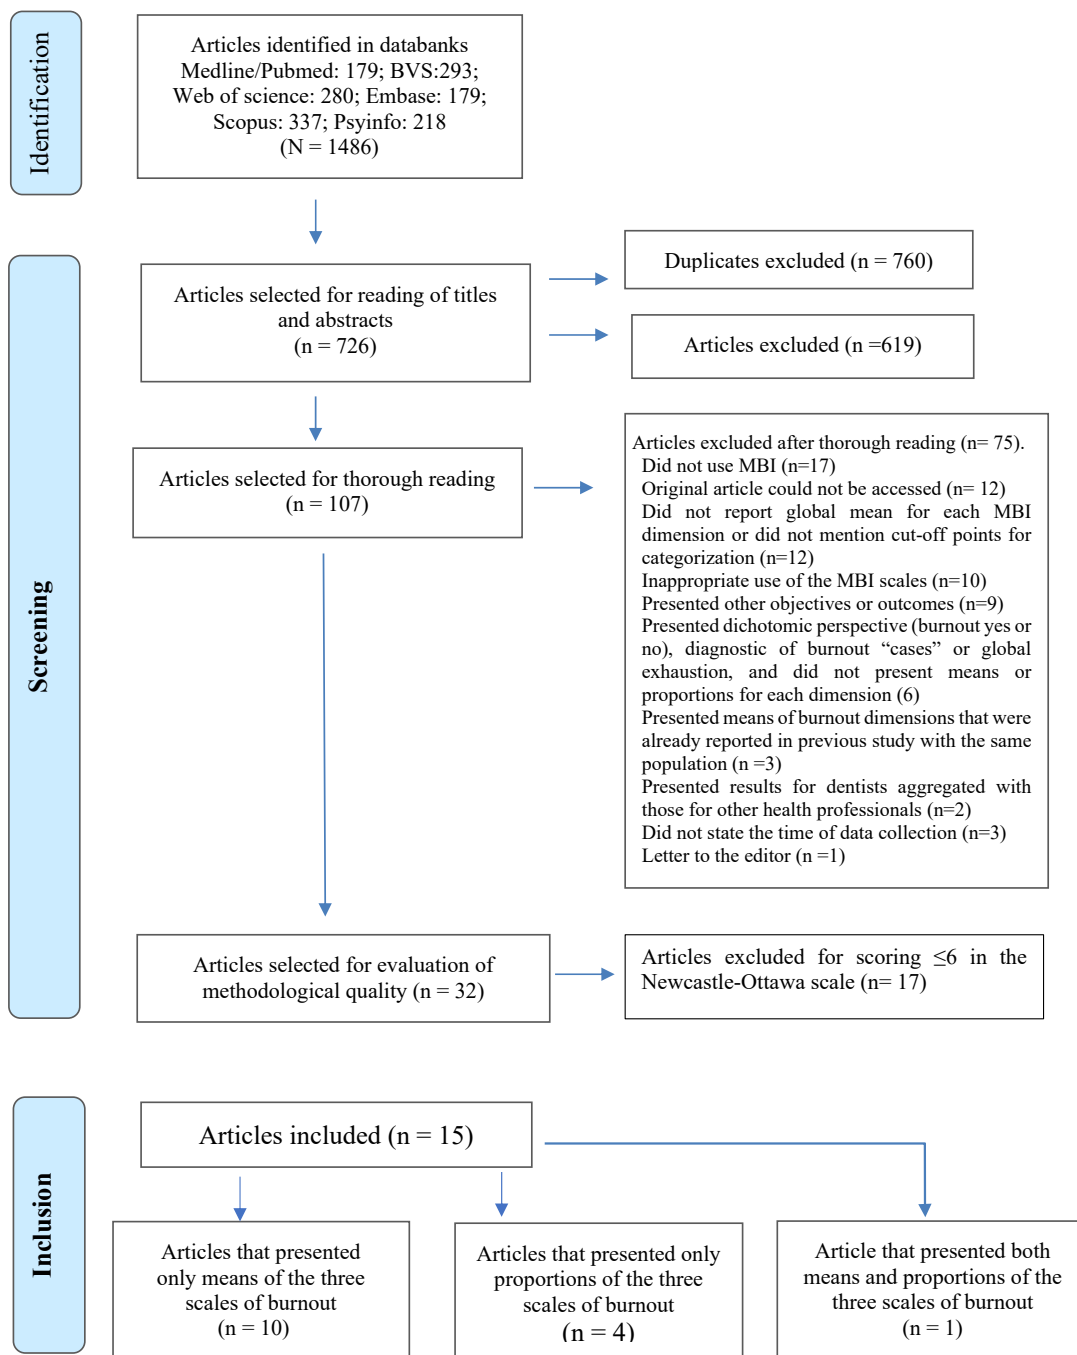 Identification
Articles identified in databanks
Medline/Pubmed: 179; BVS:293;
Web of science: 280; Embase: 179;
Scopus: 337; Psyinfo: 218
(N = 1486)
Screening
Articles selected for reading of titles
and abstracts
(n = 726)
Duplicates excluded (n = 760)
Articles excluded (n =619)
Articles selected for thorough reading
(n = 107)
Articles excluded after thorough reading (n= 75).
Did not use MBI (n=17)
Original article could not be accessed (n= 12)
Did not report global mean for each MBI
dimension or did not mention cut-off points for
categorization (n=12)
Inappropriate use of the MBI scales (n=10)
Presented other objectives or outcomes (n=9)
Presented dichotomic perspective (burnout yes or
no), diagnostic of burnout “cases” or global
exhaustion, and did not present means or
proportions for each dimension (6)
Presented means of burnout dimensions that were
already reported in previous study with the same
population (n =3)
Presented results for dentists aggregated with
those for other health professionals (n=2)
Did not state the time of data collection (n=3)
Letter to the editor (n =1)
Articles selected for evaluation of
methodological quality (n = 32)
Articles excluded for scoring ≤6 in the
Newcastle-Ottawa scale (n= 17)
Inclusion
Articles included (n = 15)
Articles that presented
only means of the three
scales of burnout
(n = 10)
Articles that presented only
proportions of the three
scales of burnout
(n = 4)
Article that presented both
means and proportions of the
three scales of burnout
(n = 1)